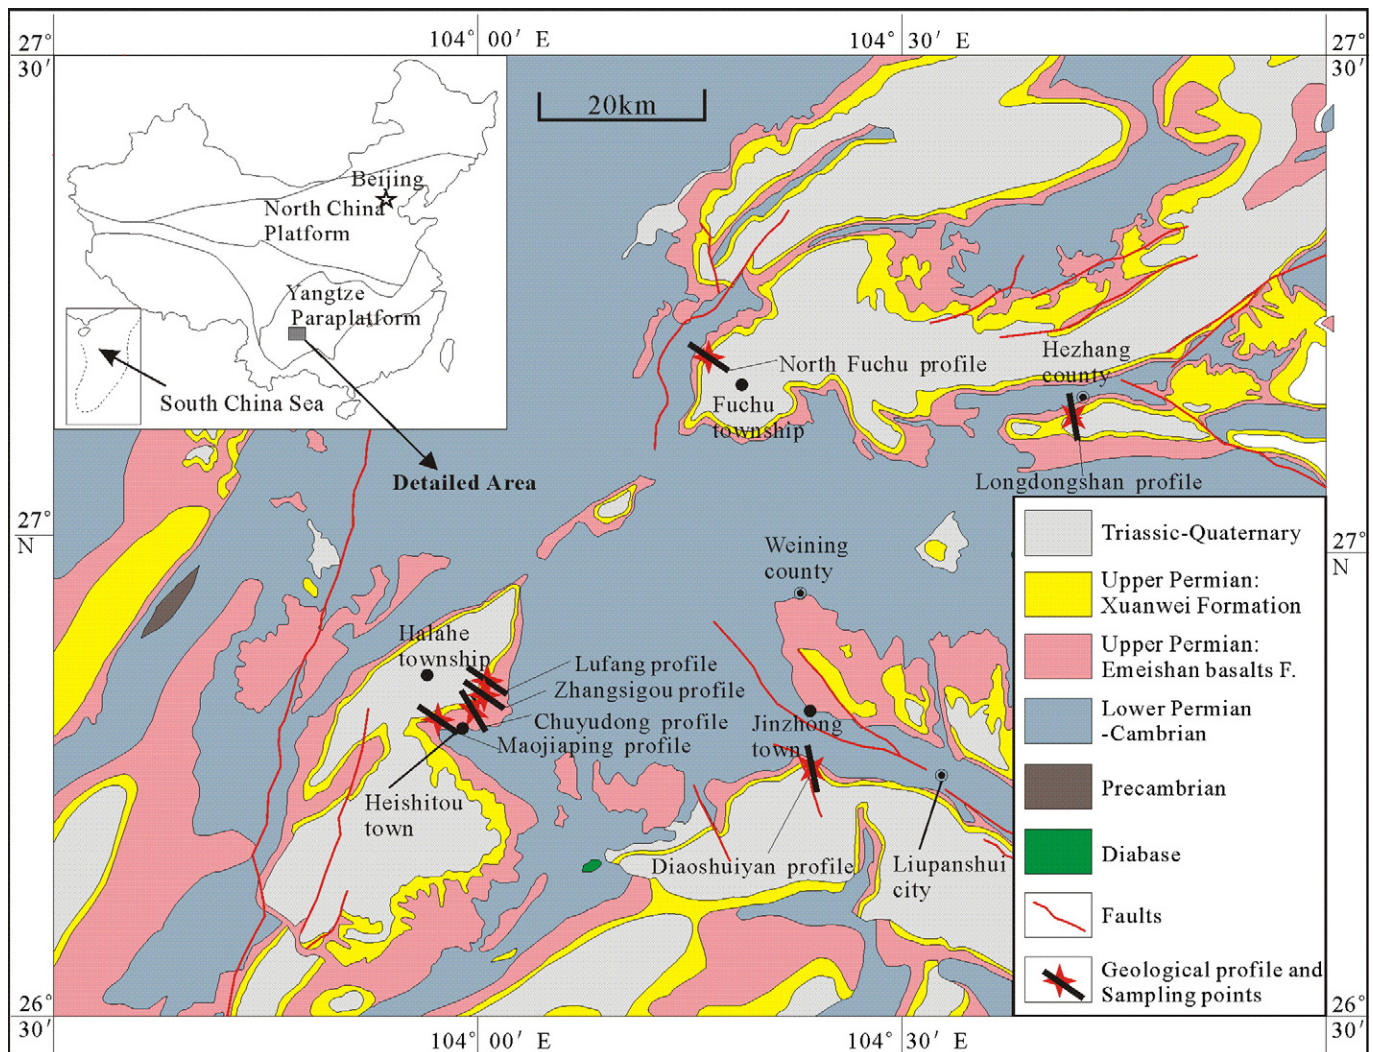 104° 00′ E
104° 30′ E
27°
30′
27°
30′
20km
Beijing
North China
Platform
Yangtze
Paraplatform
South China Sea
Detailed Area
North Fuchu profile
Hezhang
county
Fuchu
township
Longdongshan profile
27°
N
27°
N
Weining
county
Halahe
township
Lufang profile
Zhangsigou profile
Chuyudong profile
Maojiaping profile
Jinzhong
town
Heishitou
town
Diaoshuiyan profile
Liupanshui
city
Triassic-Quaternary
Upper Permian:
Xuanwei Formation
Upper Permian:
Emeishan basalts F.
Lower Permian
-Cambrian
Precambrian
Diabase
Faults
Geological profile and
Sampling points
26°
30′
26°
30′
104° 00′ E
104° 30′ E